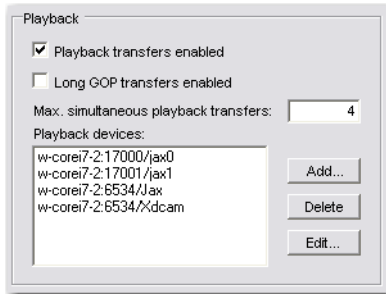 Playback
Playback transfers enabled
Long GOP transfers enabled
Max. simultaneous playback transfers: 4
Playback devices:
w-corei7-2:17000/jax0
w-corei7-2:17001/jax1
w-corei7-2:6534/Jax
w-corei7-2:6534/Xdcam
Add...
Delete
Edit...